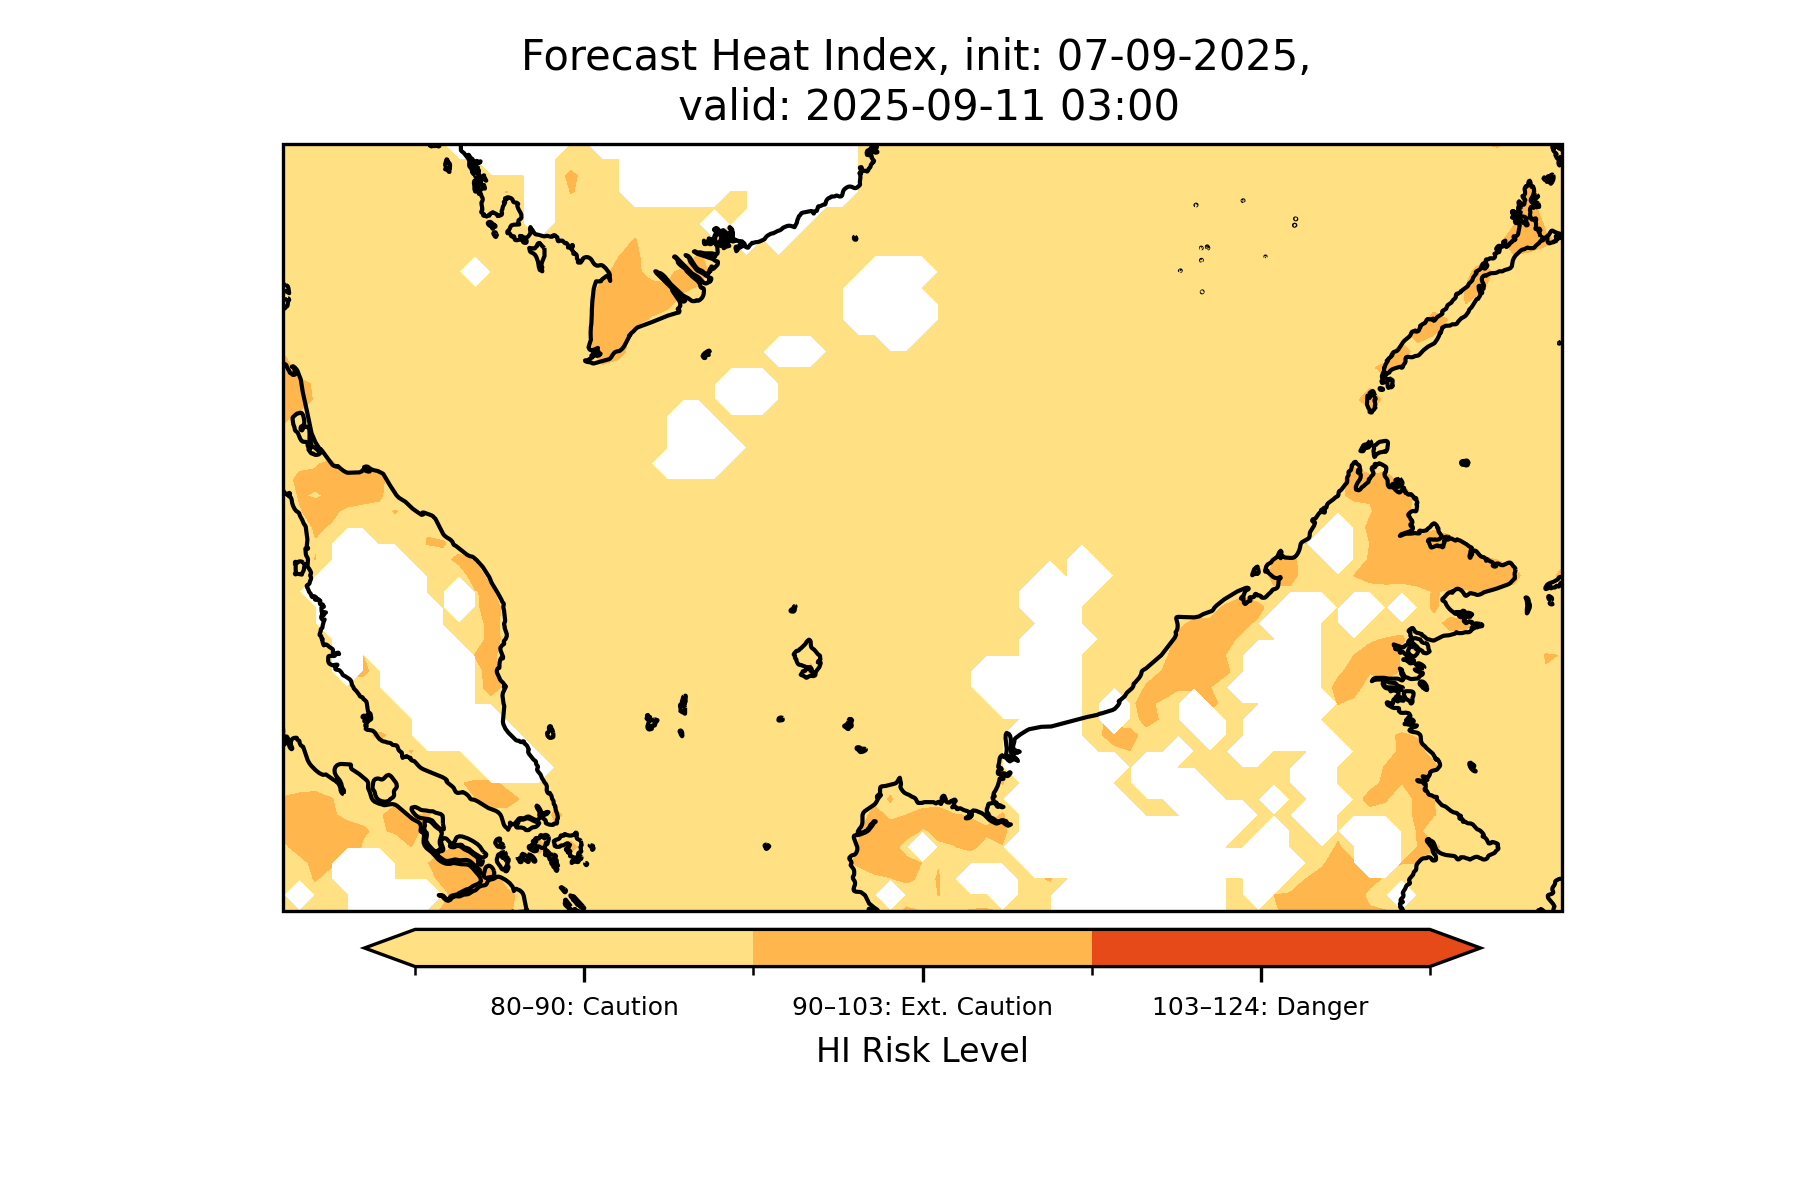 Forecast Heat Index, init: 07-09-2025,
valid: 2025-09-11 03:00
80–90: Caution
90–103: Ext. Caution
103–124: Danger
HI Risk Level